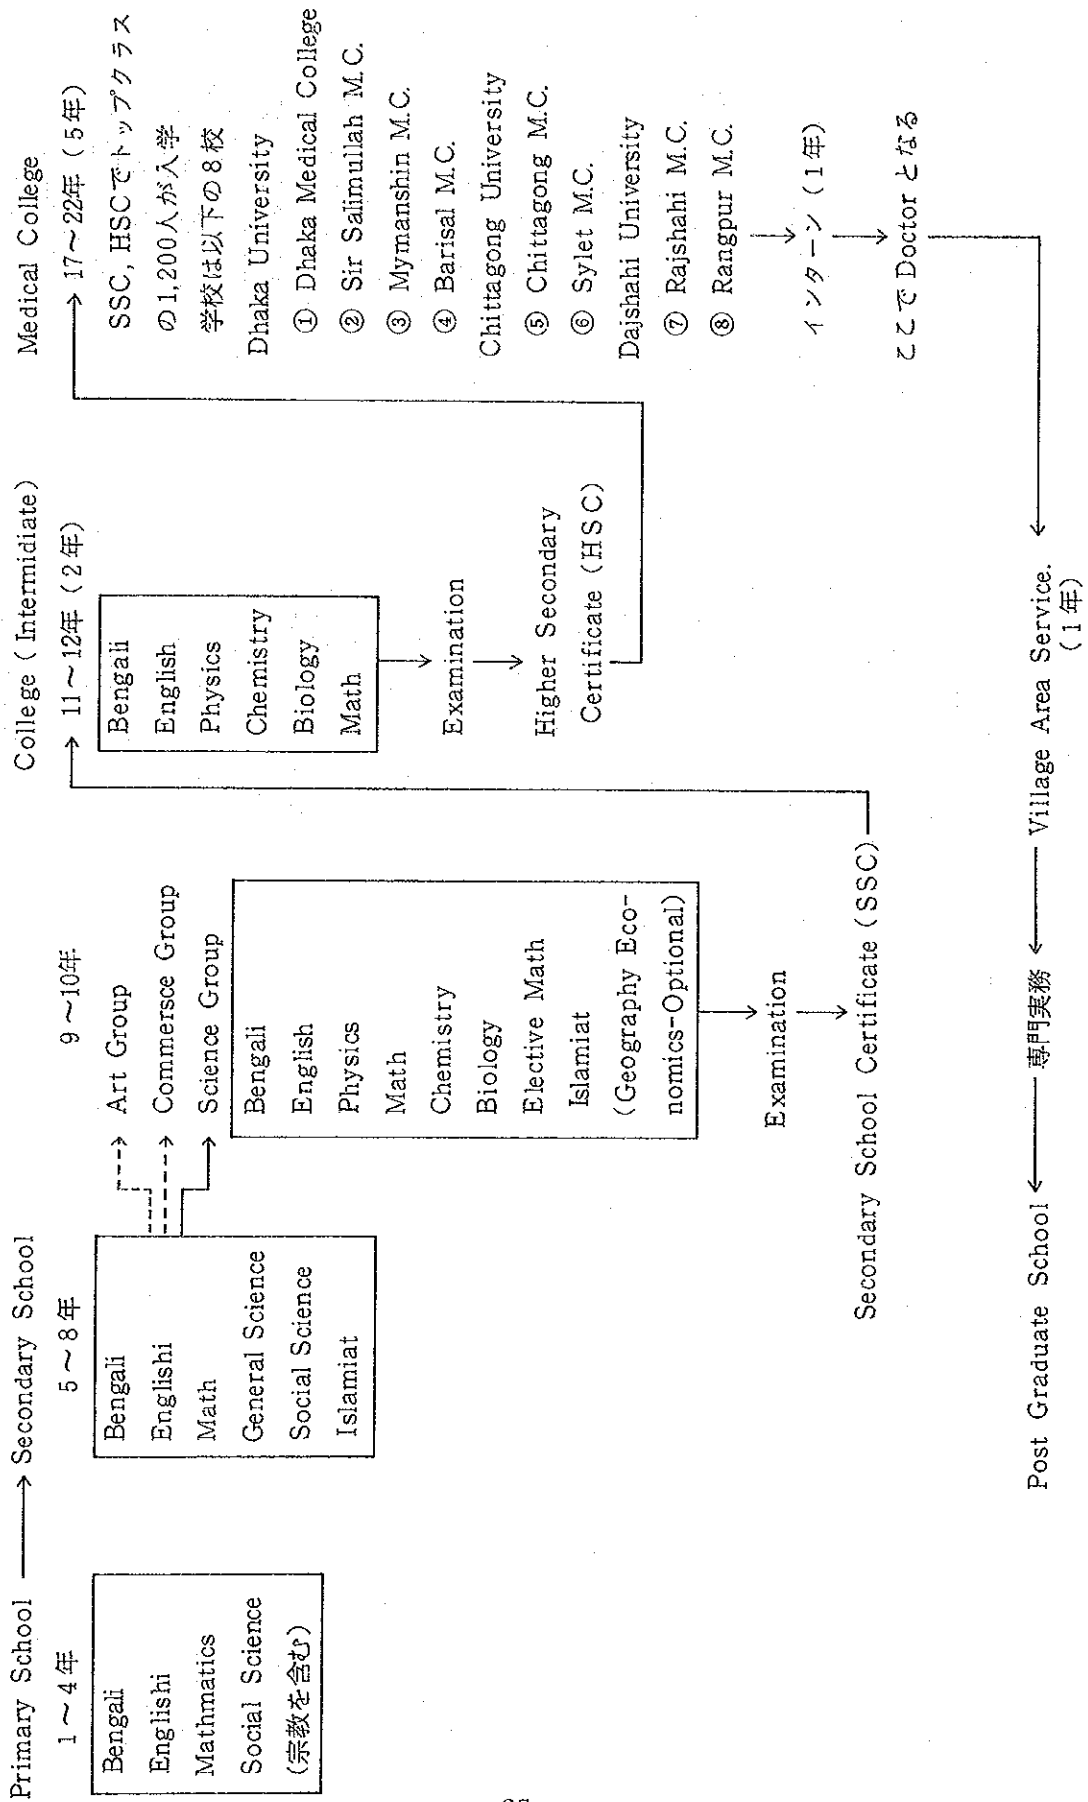 Primary School → Secondary School
1～4年
Bengali
Englishi
Mathmatics
Social Science
(宗教を含む)
5～8年
Bengali
Englishi
Math
General Science
Social Science
Islamiat
9～10年
Art Group
Commersce Group
Science Group
Bengali
English
Physics
Math
Chemistry
Biology
Elective Math
Islamiat
(Geography Eco-
nomics-Optional)
Examination
Secondary School Certificate (SSC)
College (Intermidiate)
11～12年 (2年)
Bengali
English
Physics
Chemistry
Biology
Math
Examination
Higher Secondary
Certificate (HSC)
Medical College
17～22年 (5年)
SSC, HSCでトップクラス
の1,200人が入学
学校は以下の8校
Dhaka University
① Dhaka Medical College
② Sir Salimullah M.C.
③ Mymanshin M.C.
④ Barisal M.C.
Chittagong University
⑤ Chittagong M.C.
⑥ Sylet M.C.
Dajshahi University
⑦ Rajshahi M.C.
⑧ Rangpur M.C.
インターン (1年)
ここでDoctorとなる
Post Graduate School ← 専門実務 ← Village Area Service.
(1年)